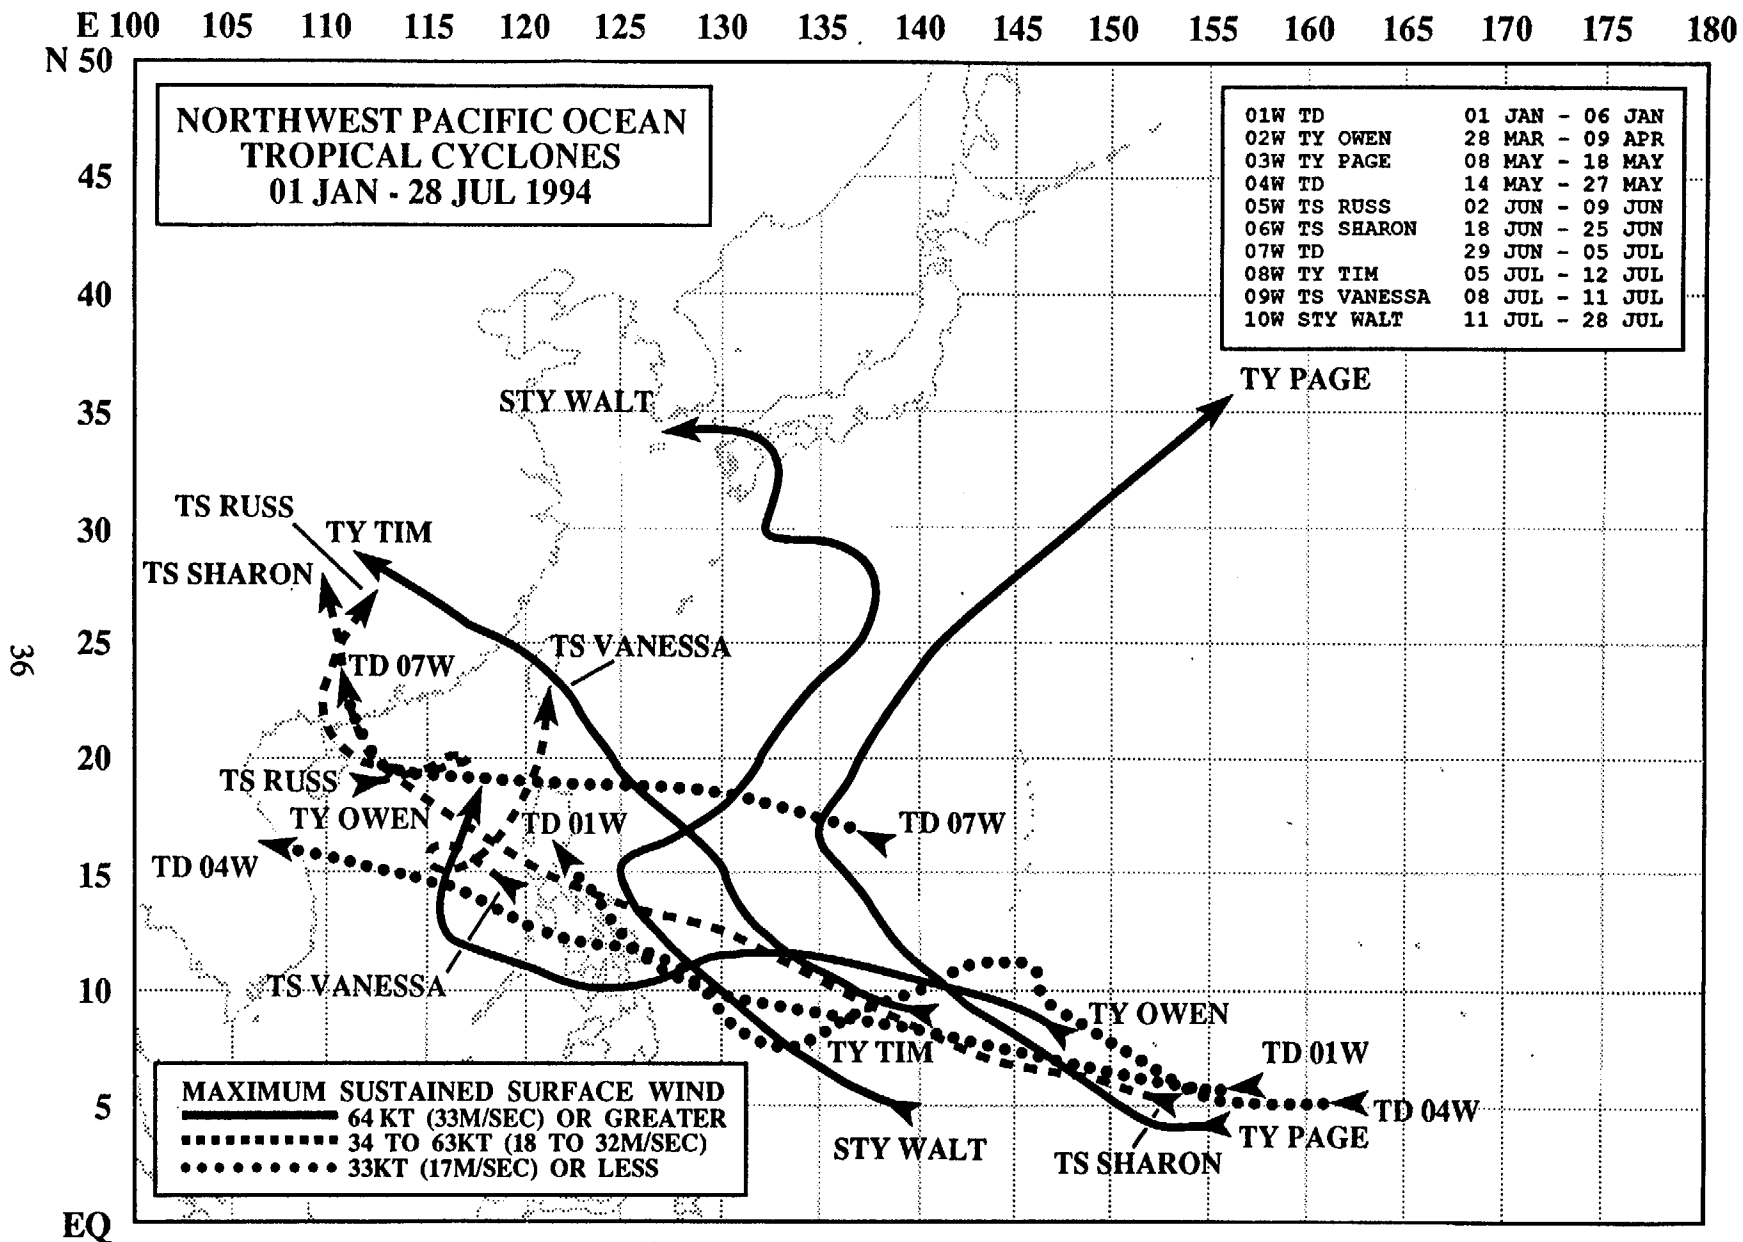 E 100 105 110 115 120 125 130 135 140 145 150 155 160 165 170 175 180
N 50
45
40
35
30
25
20
15
10
5
EQ
NORTHWEST PACIFIC OCEAN
TROPICAL CYCLONES
01 JAN - 28 JUL 1994
01W TD 01 JAN - 06 JAN
02W TY OWEN 28 MAR - 09 APR
03W TY PAGE 08 MAY - 18 MAY
04W TD 14 MAY - 27 MAY
05W TS RUSS 02 JUN - 09 JUN
06W TS SHARON 18 JUN - 25 JUN
07W TD 29 JUN - 05 JUL
08W TY TIM 05 JUL - 12 JUL
09W TS VANESSA 08 JUL - 11 JUL
10W STY WALT 11 JUL - 28 JUL
TY PAGE
STY WALT
TS RUSS
TY TIM
TS SHARON
TS VANESSA
TD 07W
TS RUSS
TY OWEN
TD 01W
TD 07W
TD 04W
TS VANESSA
TY OWEN
TY TIM
TD 01W
TD 04W
TY PAGE
STY WALT
TS SHARON
MAXIMUM SUSTAINED SURFACE WIND
64 KT (33M/SEC) OR GREATER
34 TO 63KT (18 TO 32M/SEC)
33KT (17M/SEC) OR LESS
36